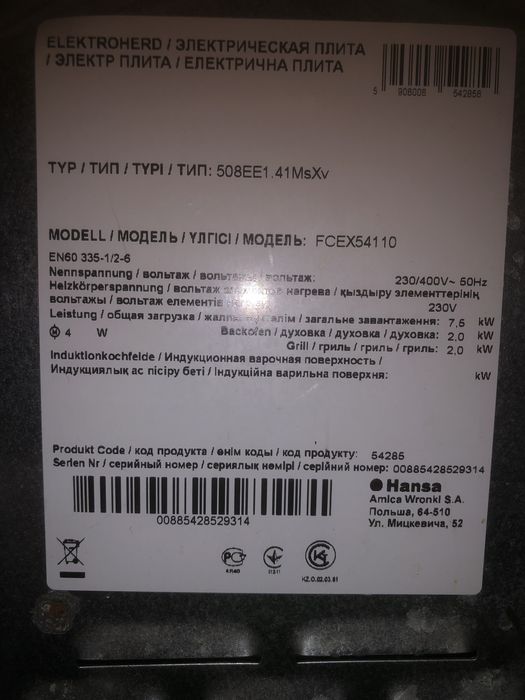 ELEKTROHERD / ЭЛЕКТРИЧЕСКАЯ ПЛИТА
/ ЭЛЕКТР ПЛИТА / ЕЛЕКТРИЧНА ПЛИТА
5 906006 542856
TYP / ТИП / ТYPI / ТИП: 508EE1.41MsXv
MODELL / МОДЕЛЬ / ҮЛГІСІ / МОДЕЛЬ: FCEX54110
EN60 335-1/2-6
Nennspannung / вольтаж / вольтаж / вольтаж: 230/400V~ 50Hz
Heizkörperspannung / вольтаж нагрева / қыздыру элементтерінің
вольтажы / вольтаж елементів 230V
Leistung / общая загрузка / жалпы / загальне завантаження: 7,5 kW
4 W Backofen / духовка / духовка / духовка: 2.0 kW
Grill / гриль / гриль / гриль: 2,0 kW
Induktionkochfelde / Индукционная варочная поверхность /
Индукциялық ас пісіру беті / Індукційна варильна поверхня: kW
Produkt Code / код продукта / өнім коды / код продукту: 54285
Serien Nr / серийный номер / сериялық немірі / серійний номер: 00885428529314
00885428529314
Hansa
Amica Wronki S.A.
Польша, 64-510
Ул. Мицкевича, 52
KZ.O.02.03.61